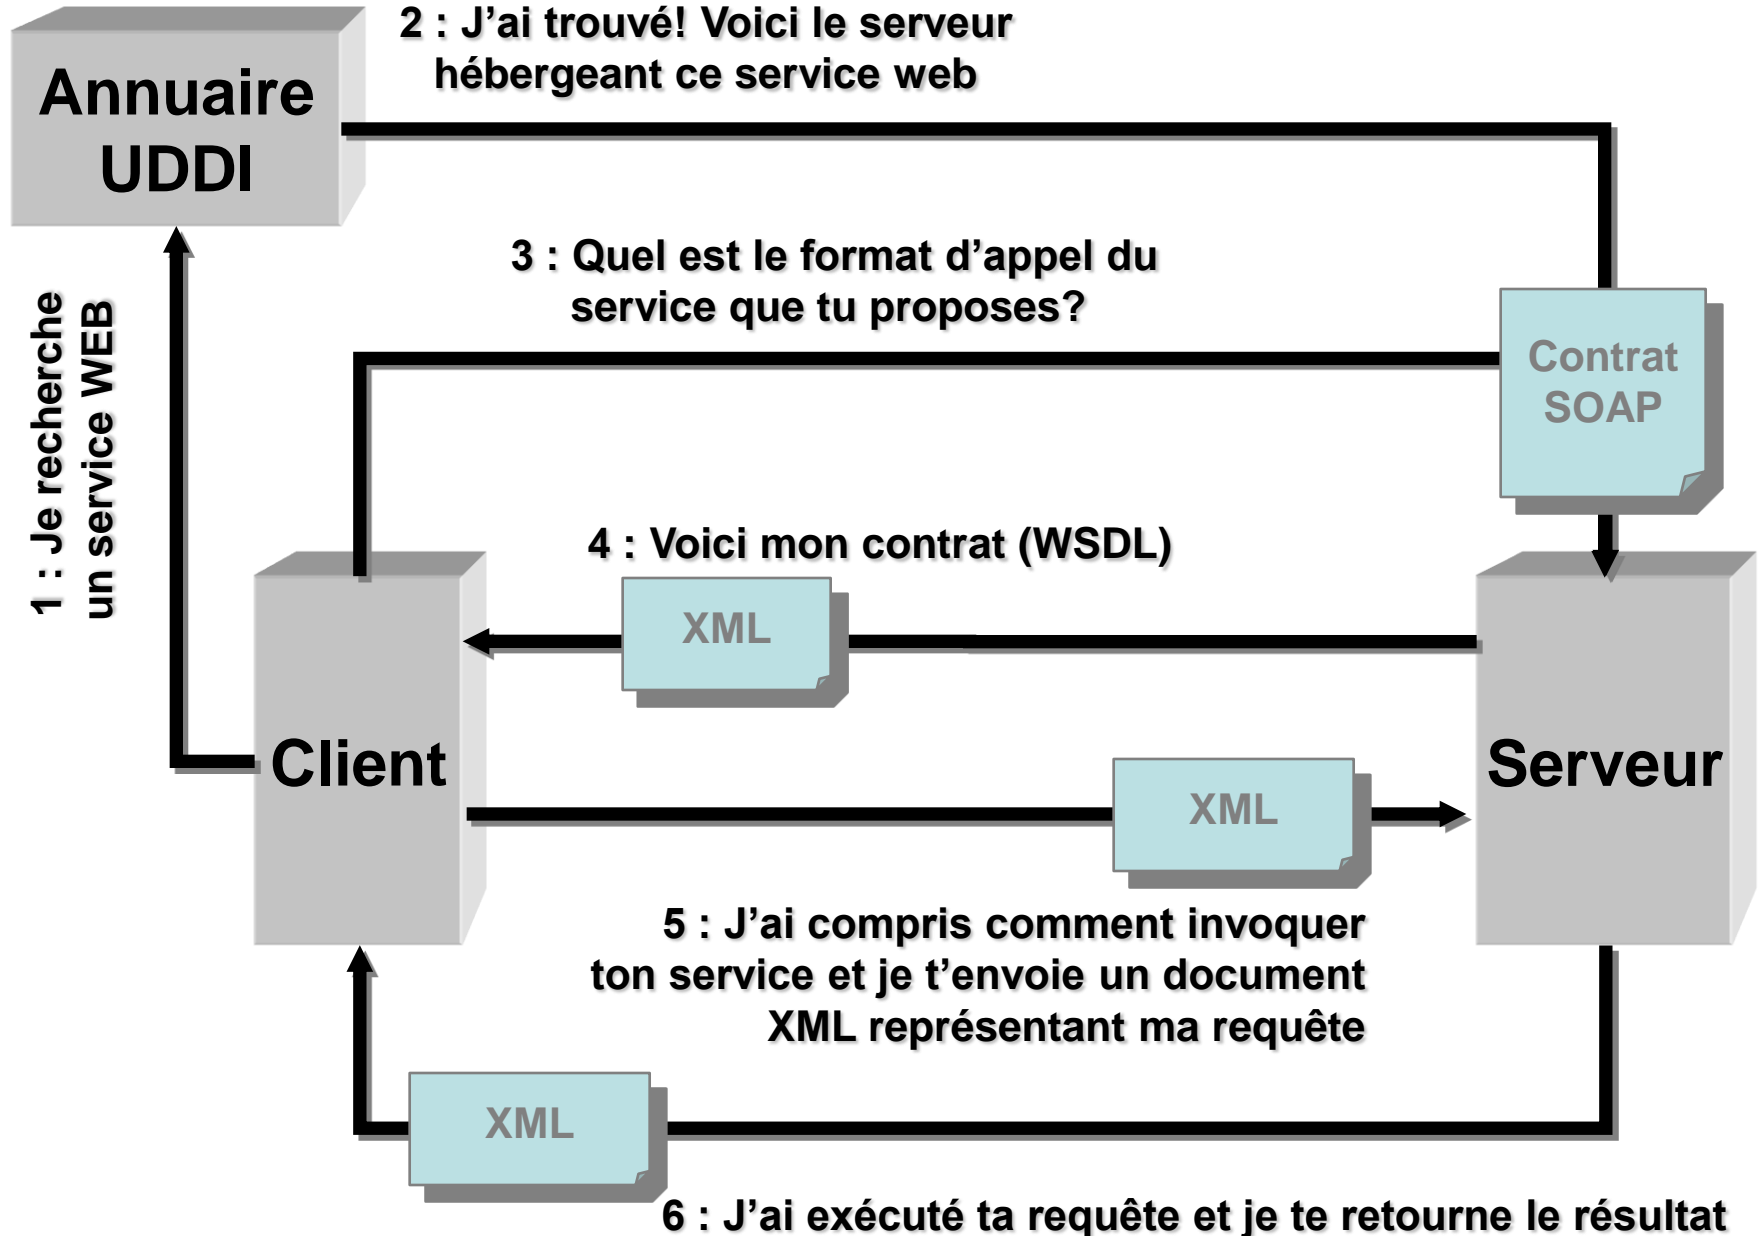 2 : J’ai trouvé! Voici le serveur
hébergeant ce service web
Annuaire
UDDI
3 : Quel est le format d’appel du
service que tu proposes?
1 : Je recherche
un service WEB
Contrat
SOAP
4 : Voici mon contrat (WSDL)
XML
Client
Serveur
XML
5 : J’ai compris comment invoquer
ton service et je t’envoie un document
XML représentant ma requête
XML
6 : J’ai exécuté ta requête et je te retourne le résultat